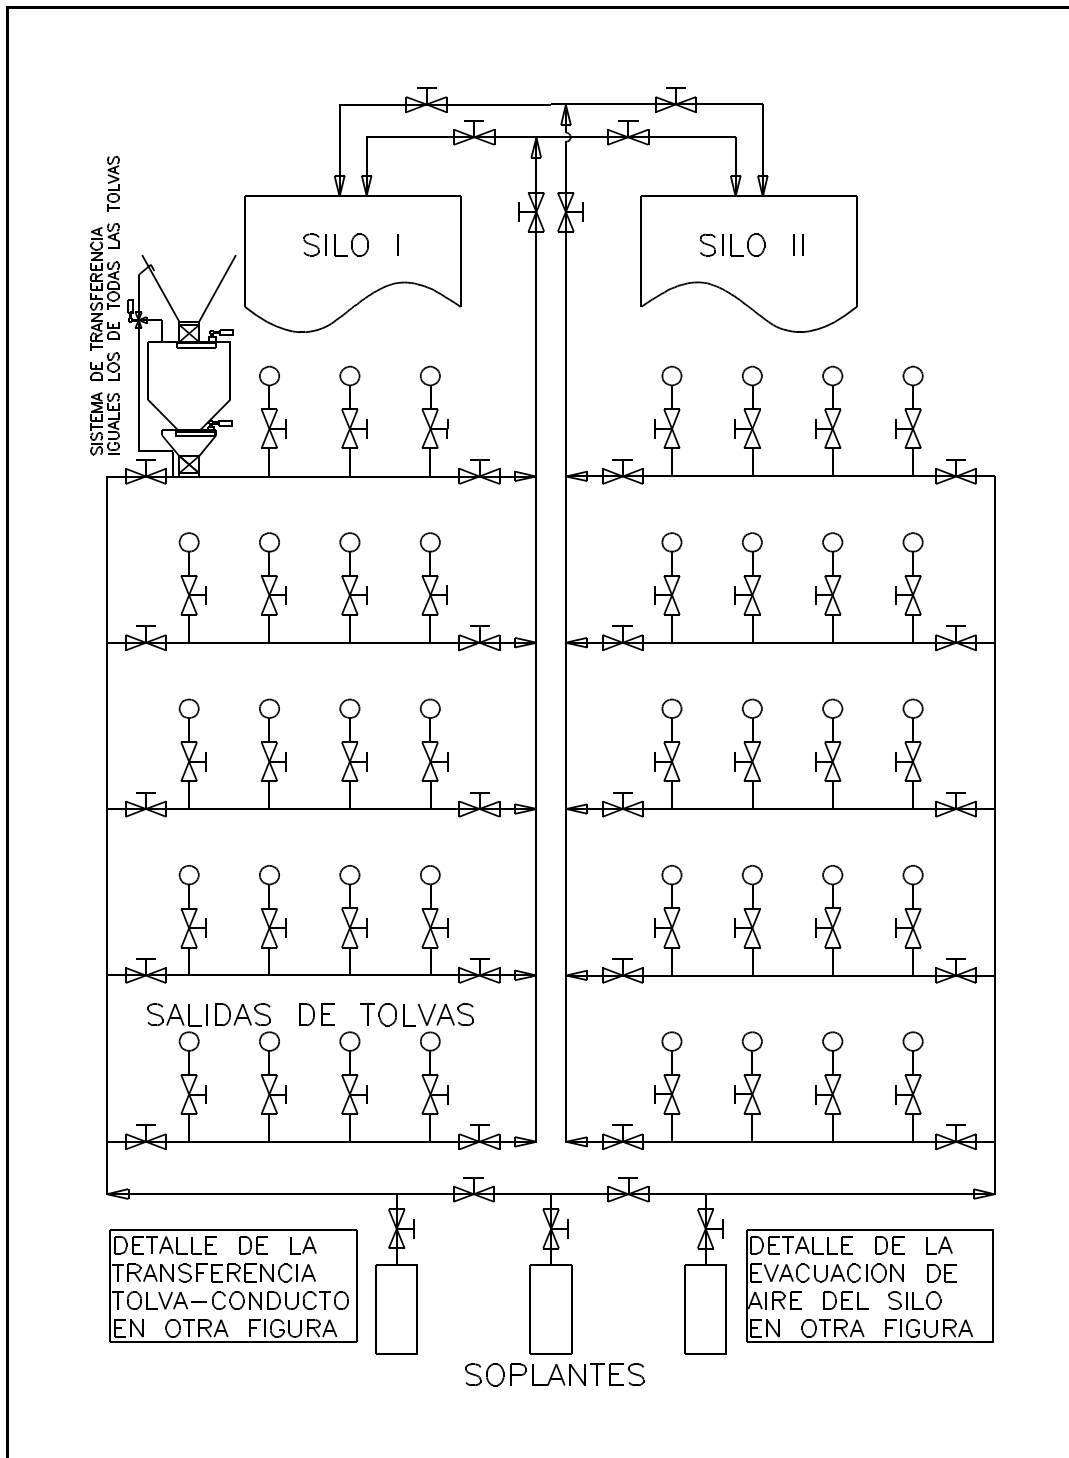 SISTEMA DE TRANSFERENCIA
IGUALES LOS DE TODAS LAS TOLVAS
SILO I
SILO II
SALIDAS DE TOLVAS
DETALLE DE LA
TRANSFERENCIA
TOLVA-CONDUCTO
EN OTRA FIGURA
DETALLE DE LA
EVACUACION DE
AIRE DEL SILO
EN OTRA FIGURA
SOPLANTES